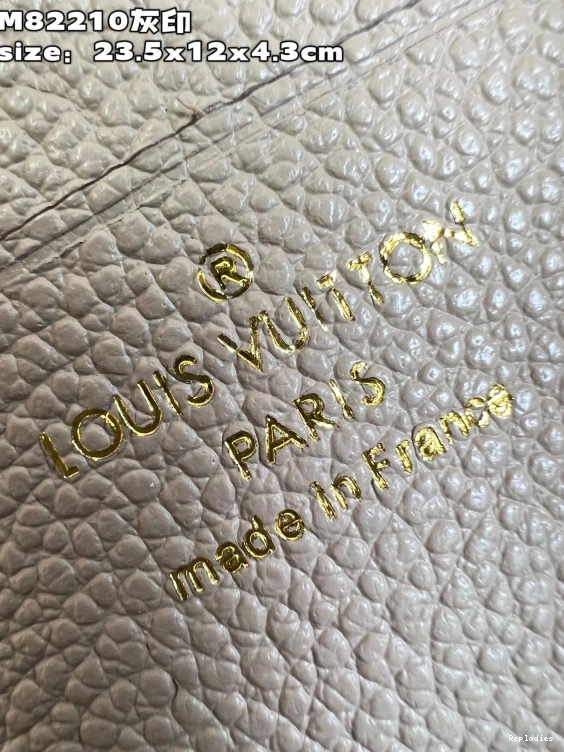 M82210灰印
size：23.5x12x4.3cm
®
LOUIS VUITTON
PARIS
made in France
Repladies